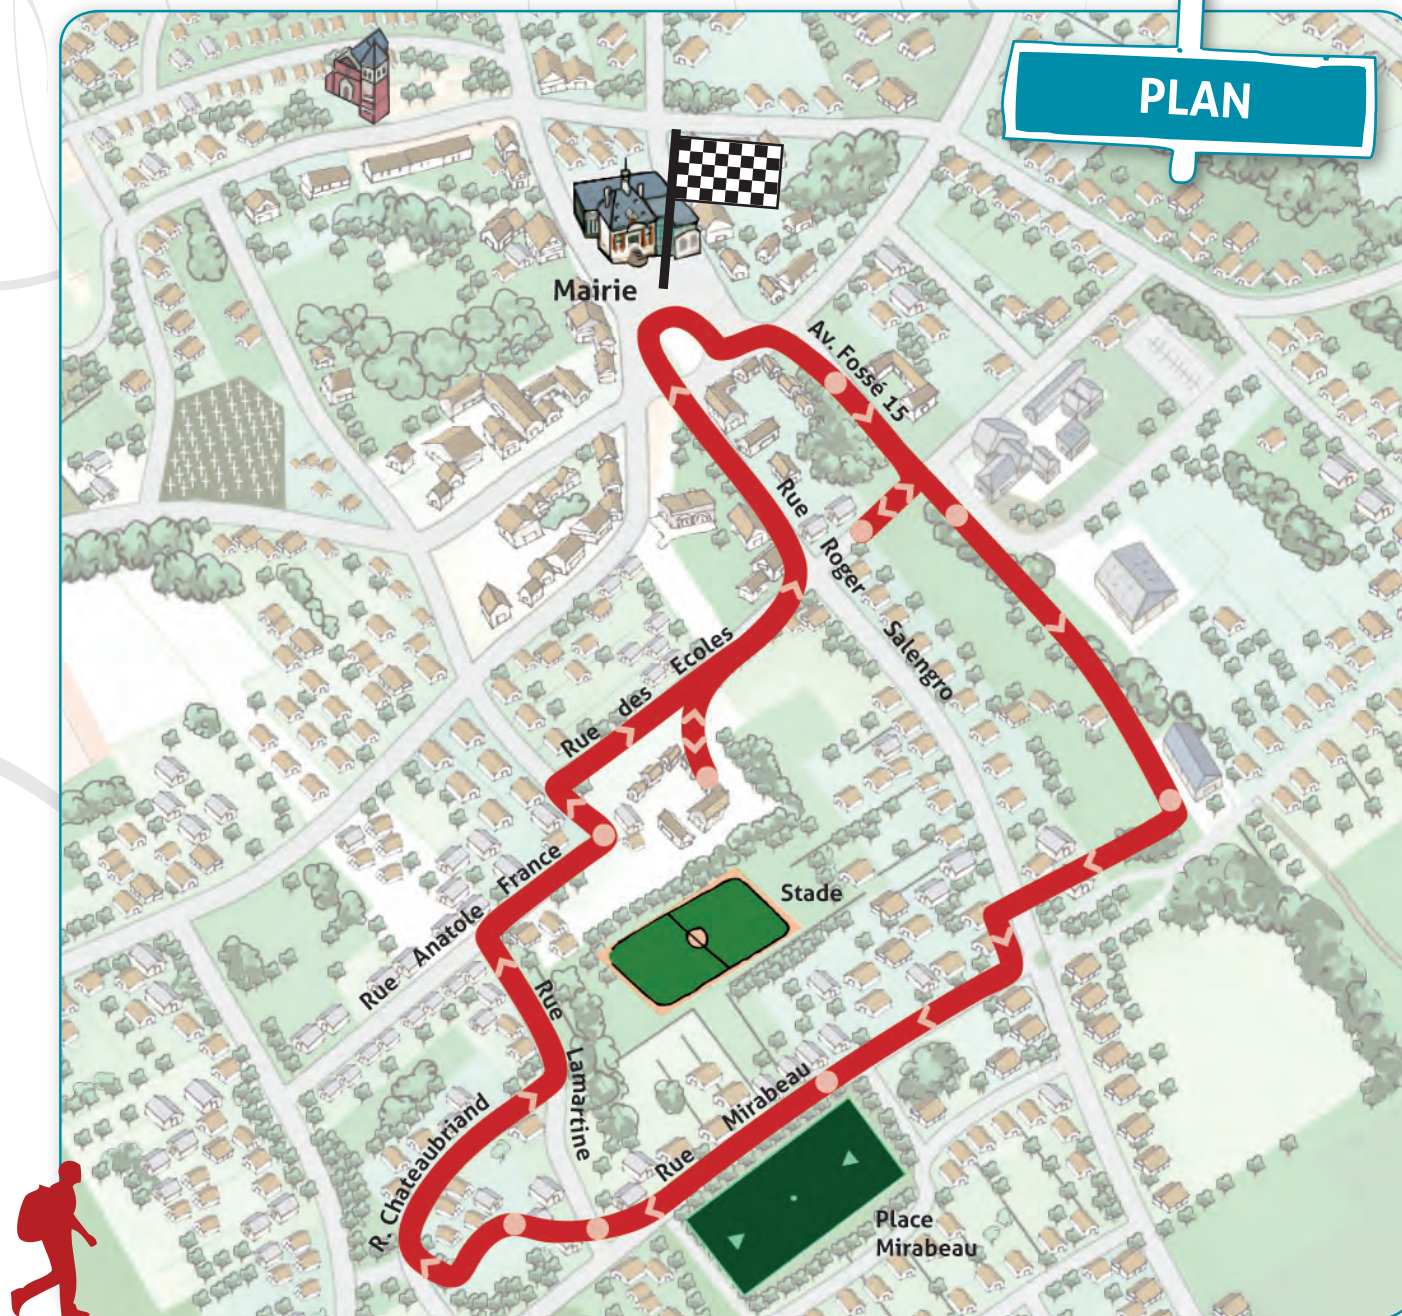 PLAN
Mairie
Av. Fossé 15
Rue
Roger
Salengro
Rue des Ecoles
Rue Anatole France
Stade
Rue
Lamartine
R. Chateaubriand
Rue Mirabeau
Place
Mirabeau